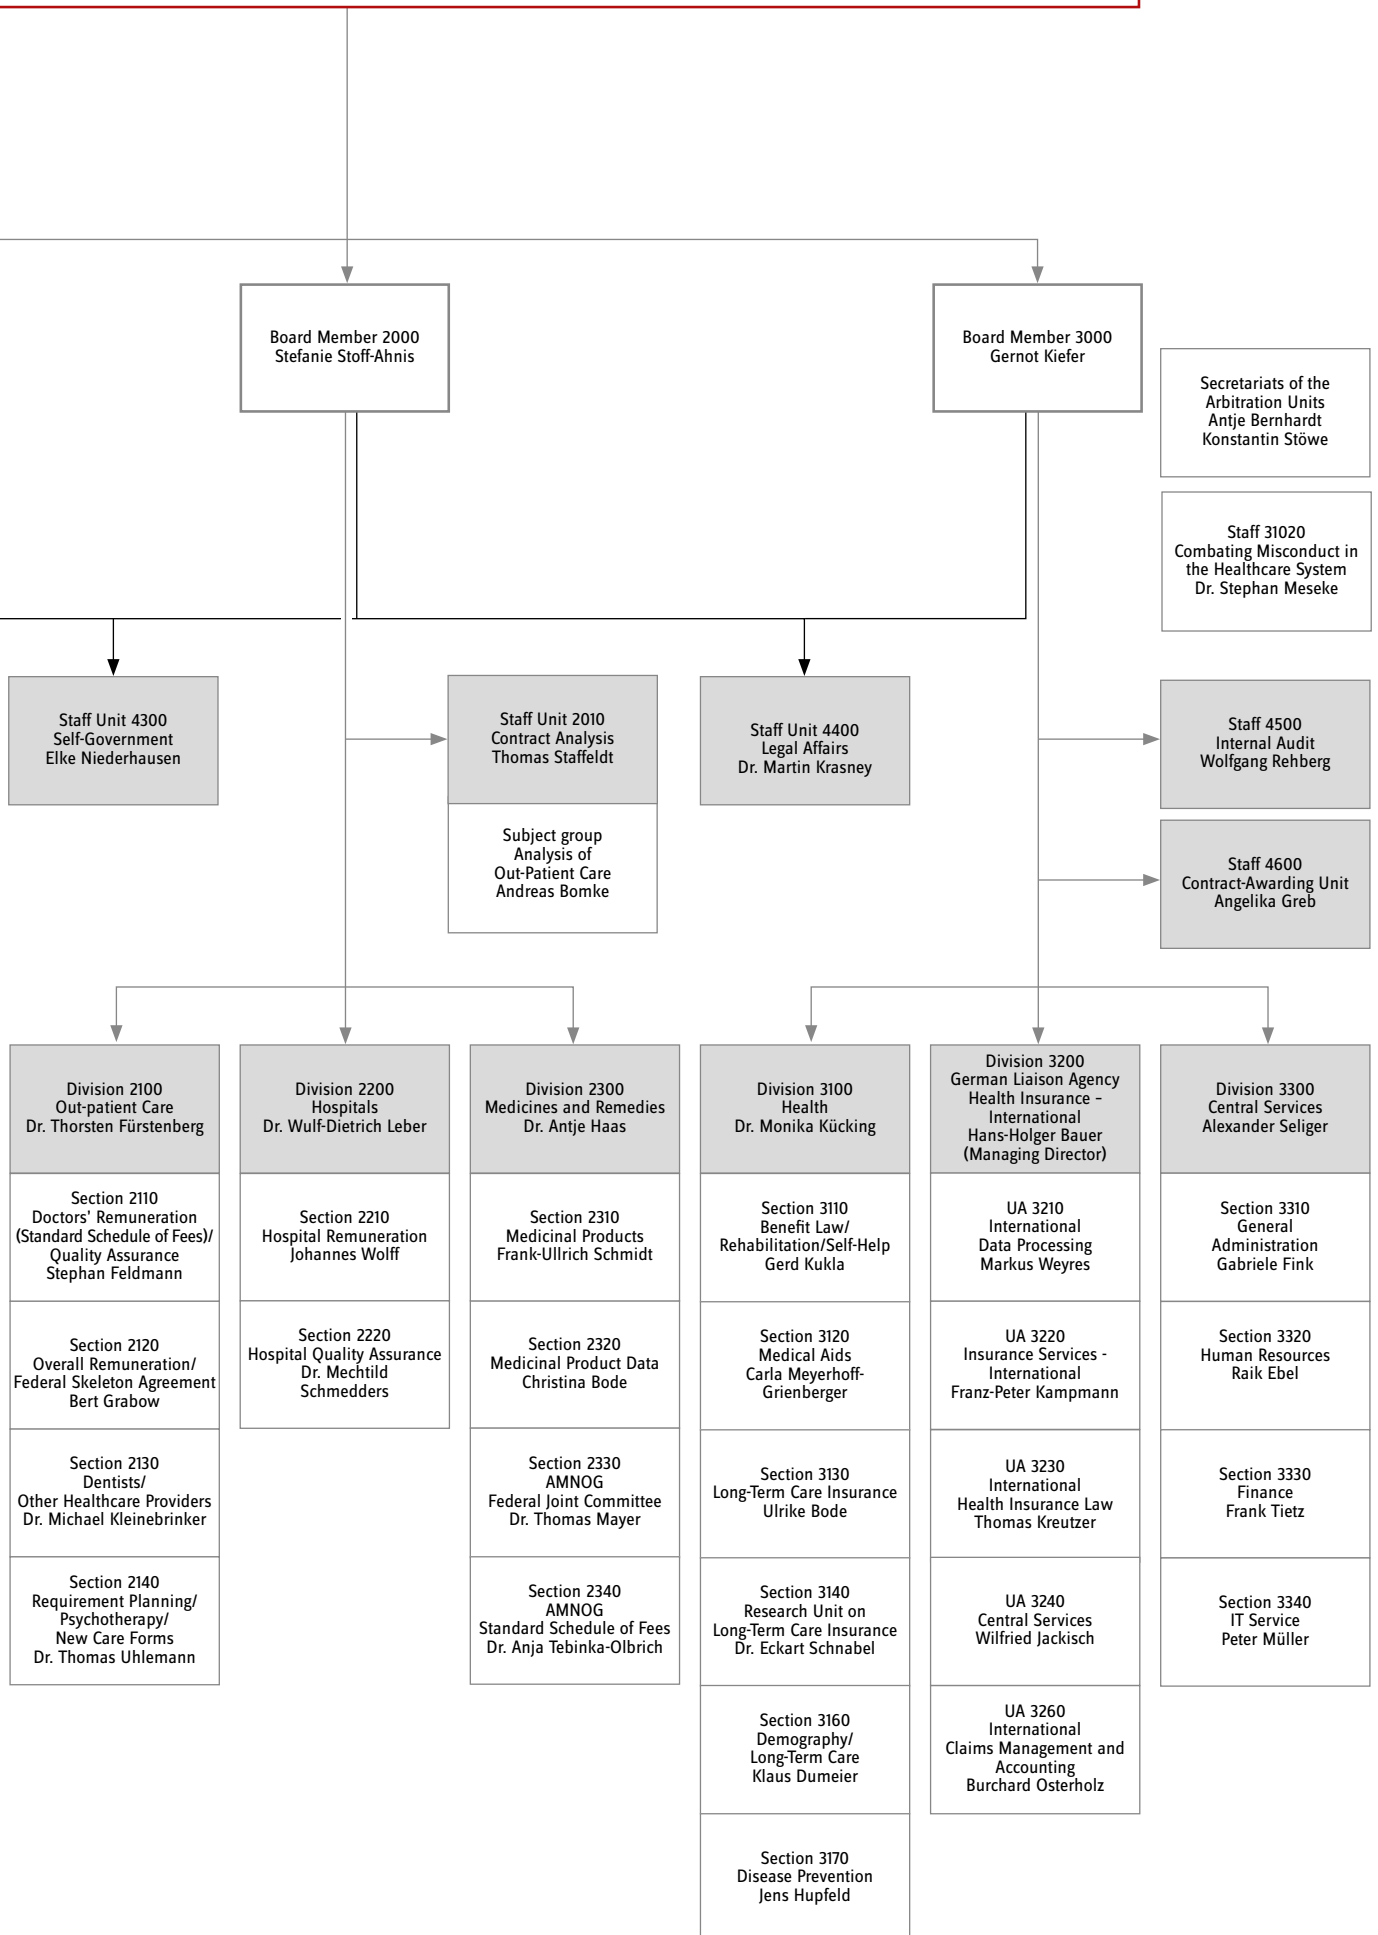 Board Member 2000
Stefanie Stoff-Ahnis
Board Member 3000
Gernot Kiefer
Secretariats of the
Arbitration Units
Antje Bernhardt
Konstantin Stöwe
Staff 31020
Combating Misconduct in
the Healthcare System
Dr. Stephan Meseke
Staff Unit 4300
Self-Government
Elke Niederhausen
Staff Unit 2010
Contract Analysis
Thomas Staffeldt
Subject group
Analysis of
Out-Patient Care
Andreas Bomke
Staff Unit 4400
Legal Affairs
Dr. Martin Krasney
Staff 4500
Internal Audit
Wolfgang Rehberg
Staff 4600
Contract-Awarding Unit
Angelika Greb
Division 2100
Out-patient Care
Dr. Thorsten Fürstenberg
Section 2110
Doctors' Remuneration
(Standard Schedule of Fees)/
Quality Assurance
Stephan Feldmann
Section 2120
Overall Remuneration/
Federal Skeleton Agreement
Bert Grabow
Section 2130
Dentists/
Other Healthcare Providers
Dr. Michael Kleinebrinker
Section 2140
Requirement Planning/
Psychotherapy/
New Care Forms
Dr. Thomas Uhlemann
Division 2200
Hospitals
Dr. Wulf-Dietrich Leber
Section 2210
Hospital Remuneration
Johannes Wolff
Section 2220
Hospital Quality Assurance
Dr. Mechtild
Schmedders
Division 2300
Medicines and Remedies
Dr. Antje Haas
Section 2310
Medicinal Products
Frank-Ullrich Schmidt
Section 2320
Medicinal Product Data
Christina Bode
Section 2330
AMNOG
Federal Joint Committee
Dr. Thomas Mayer
Section 2340
AMNOG
Standard Schedule of Fees
Dr. Anja Tebinka-Olbrich
Division 3100
Health
Dr. Monika Kücking
Section 3110
Benefit Law/
Rehabilitation/Self-Help
Gerd Kukla
Section 3120
Medical Aids
Carla Meyerhoff-
Grienberger
Section 3130
Long-Term Care Insurance
Ulrike Bode
Section 3140
Research Unit on
Long-Term Care Insurance
Dr. Eckart Schnabel
Section 3160
Demography/
Long-Term Care
Klaus Dumeier
Section 3170
Disease Prevention
Jens Hupfeld
Division 3200
German Liaison Agency
Health Insurance –
International
Hans-Holger Bauer
(Managing Director)
UA 3210
International
Data Processing
Markus Weyres
UA 3220
Insurance Services -
International
Franz-Peter Kampmann
UA 3230
International
Health Insurance Law
Thomas Kreutzer
UA 3240
Central Services
Wilfried Jackisch
UA 3260
International
Claims Management and
Accounting
Burchard Osterholz
Division 3300
Central Services
Alexander Seliger
Section 3310
General
Administration
Gabriele Fink
Section 3320
Human Resources
Raik Ebel
Section 3330
Finance
Frank Tietz
Section 3340
IT Service
Peter Müller